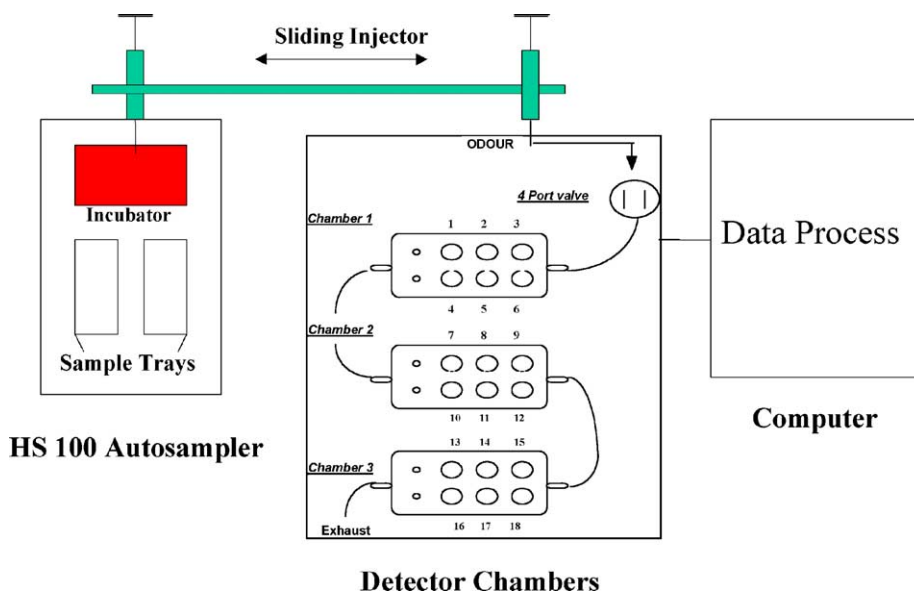 Sliding Injector
ODOUR
4 Port valve
Incubator
Sample Trays
HS 100 Autosampler
Chamber 1
1 2 3
4 5 6
Chamber 2
7 8 9
10 11 12
Chamber 3
13 14 15
16 17 18
Exhaust
Detector Chambers
Data Process
Computer